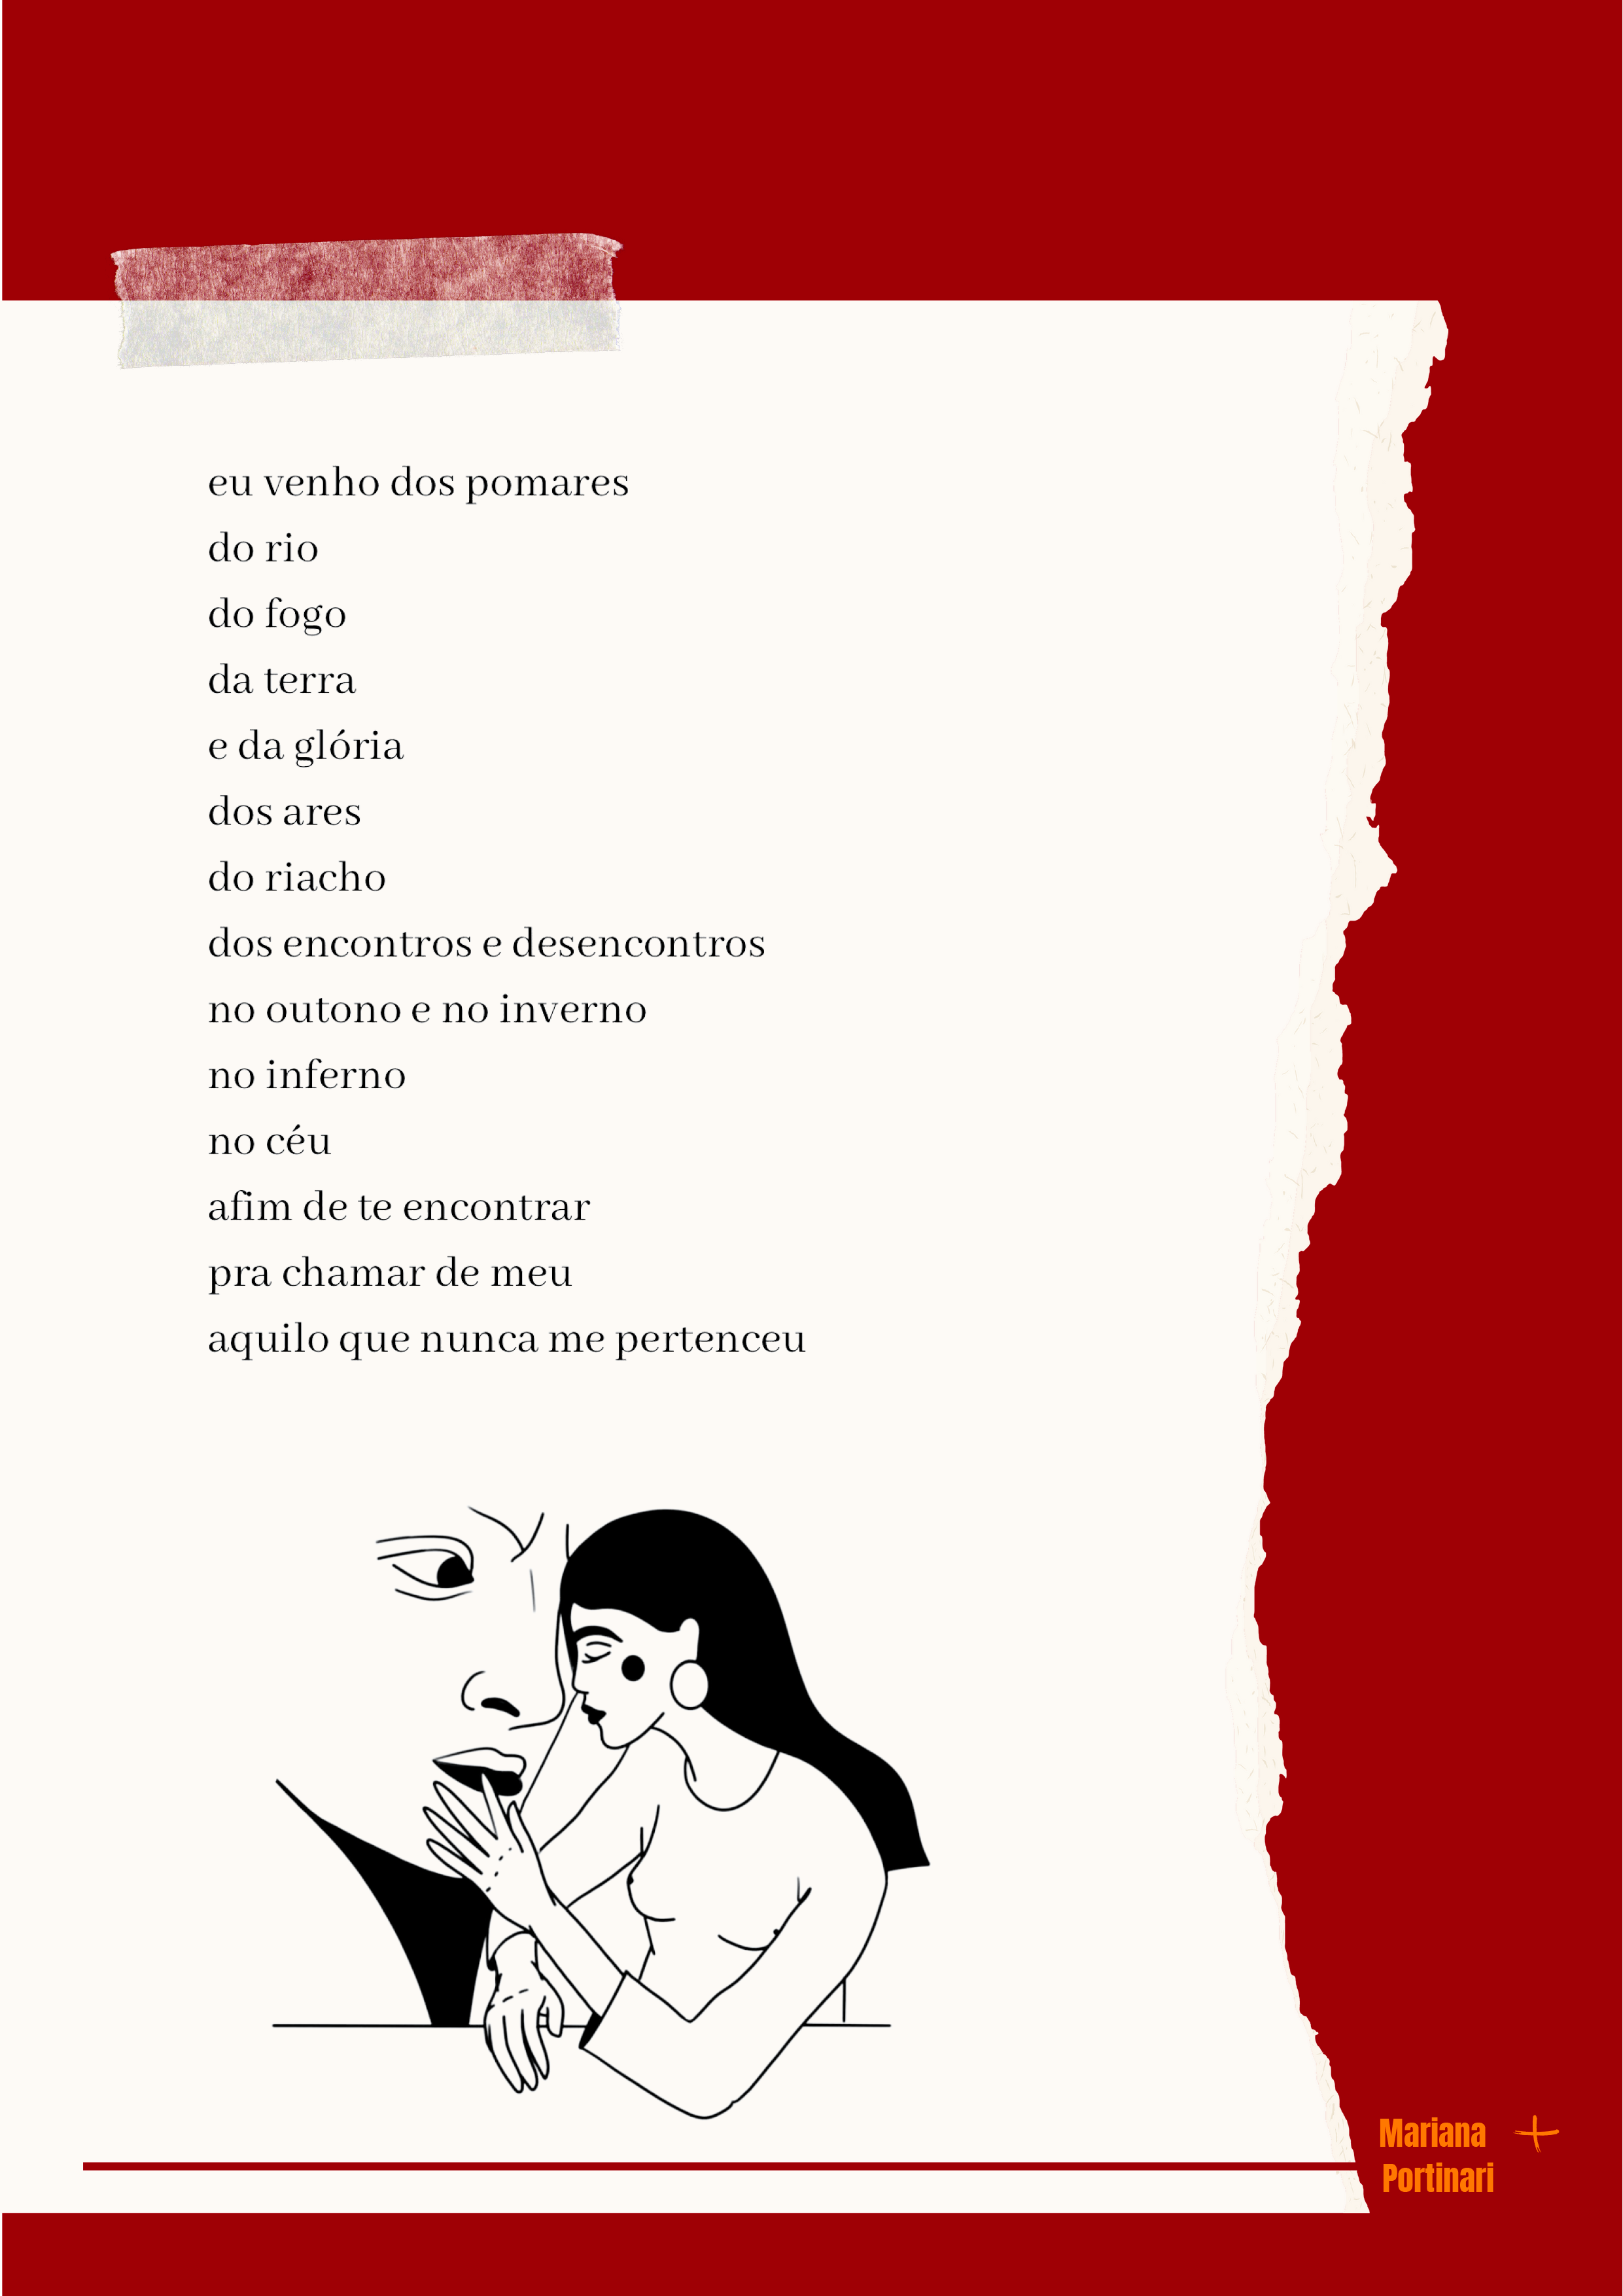 eu venho dos pomares
do rio
do fogo
da terra
e da glória
dos ares
do riacho
dos encontros e desencontros
no outono e no inverno
no inferno
no céu
afim de te encontrar
pra chamar de meu
aquilo que nunca me pertenceu
Mariana
Portinari